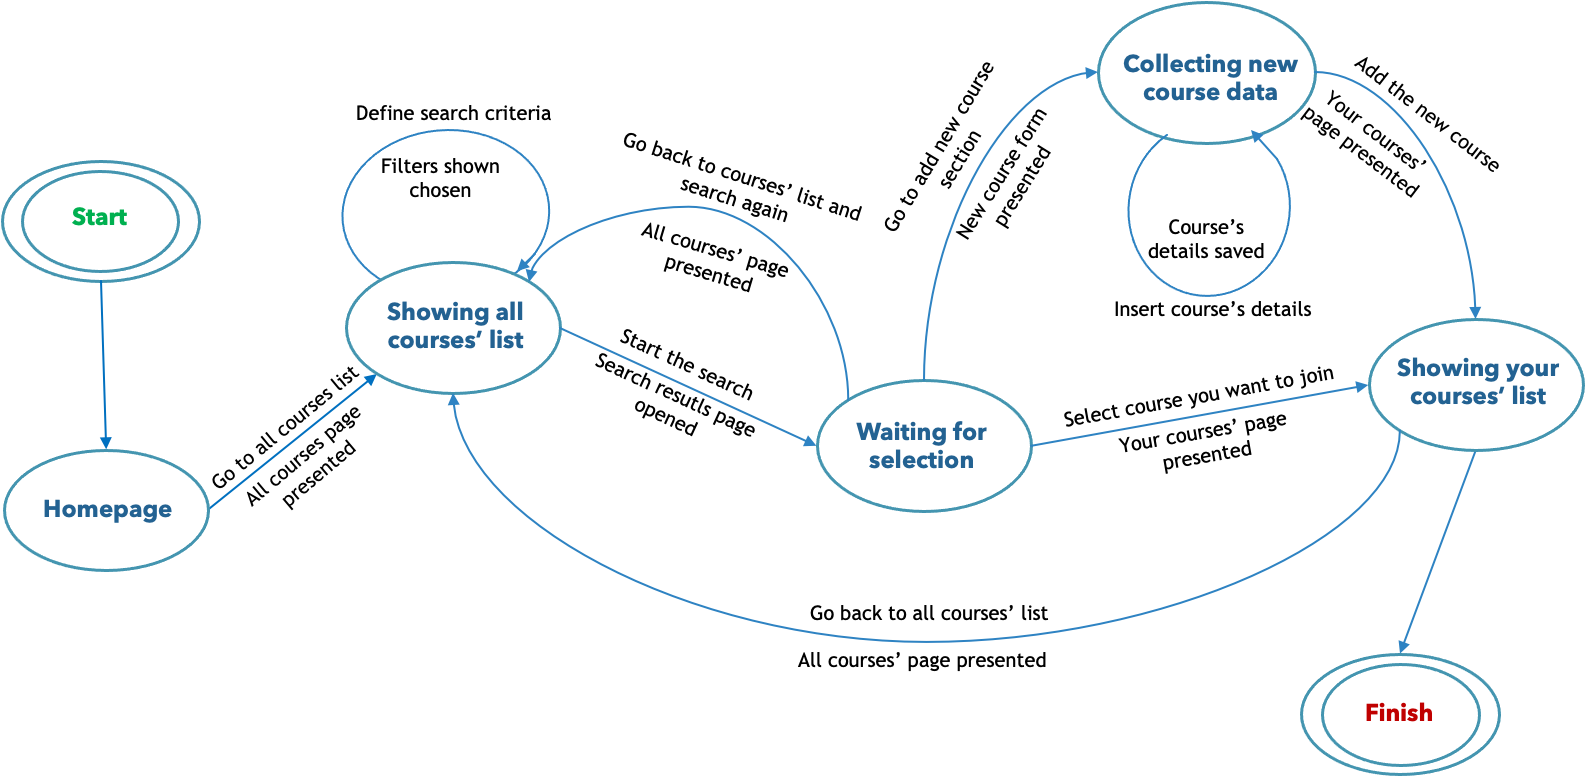 Start
Homepage
Go to all courses list
All courses page
presented
Define search criteria
Filters shown
chosen
Showing all
courses’ list
Go back to courses’ list and
search again
All courses’ page
presented
Start the search
Search resutls page
opened
Waiting for
selection
Go to add new course
section
New course form
presented
Collecting new
course data
Course’s
details saved
Insert course’s details
Add the new course
Your courses’
page presented
Select course you want to join
Your courses’ page
presented
Showing your
courses’ list
Go back to all courses’ list
All courses’ page presented
Finish